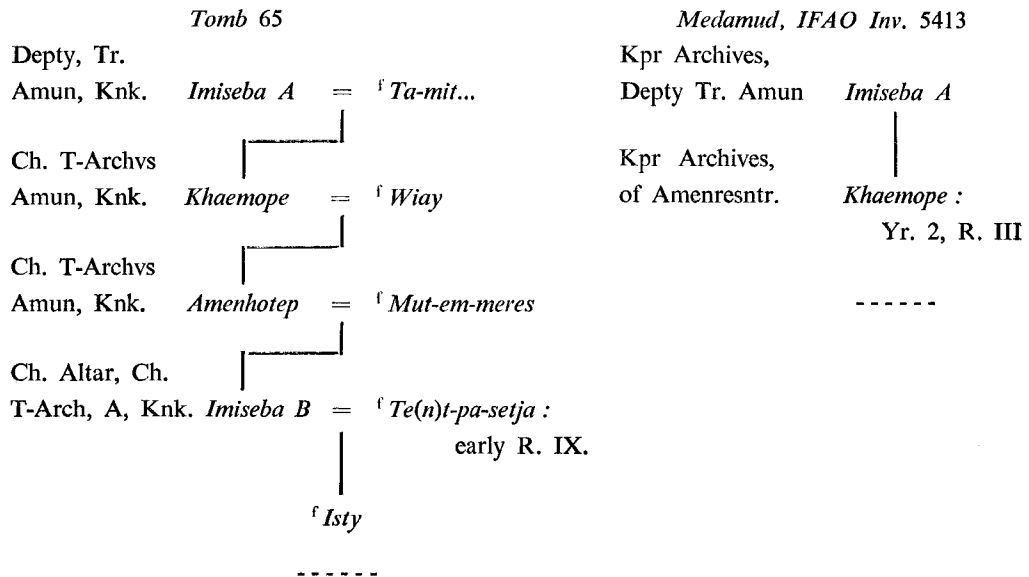 Tomb 65
Depty, Tr.
Amun, Knk. Imiseba A = f Ta-mit...
Ch. T-Archvs
Amun, Knk. Khaemope = f Wiay
Ch. T-Archvs
Amun, Knk. Amenhotep = f Mut-em-meres
Ch. Altar, Ch.
T-Arch, A, Knk. Imiseba B = f Te(n)t-pa-setja :
early R. IX.
f Isty
------
Medamud, IFAO Inv. 5413
Kpr Archives,
Depty Tr. Amun Imiseba A
Kpr Archives,
of Amenresntr. Khaemope :
Yr. 2, R. III
------